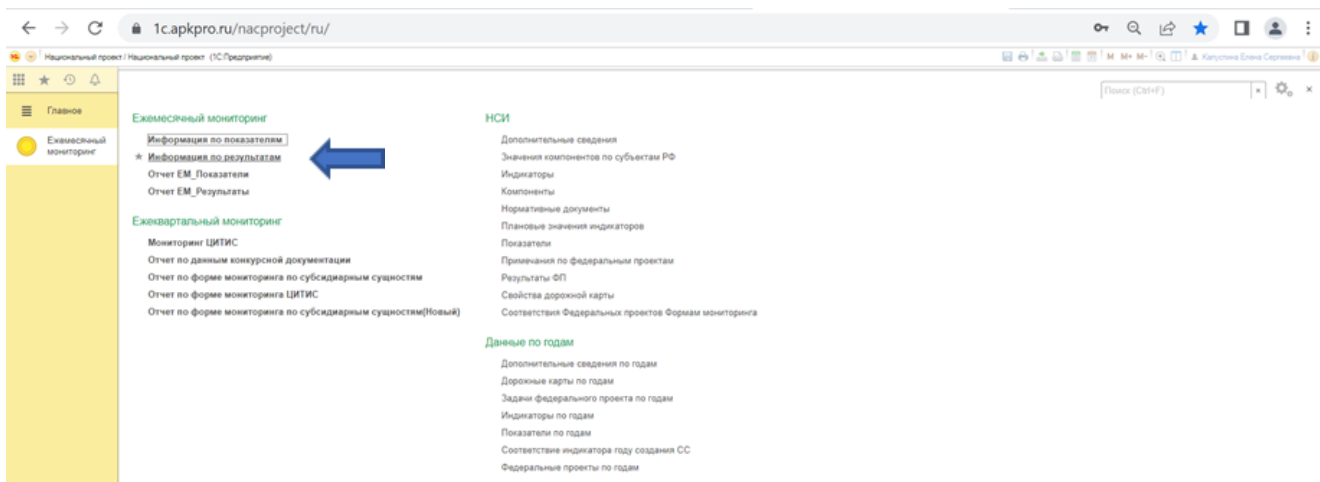 1c.apkpro.ru/nacproject/ru/
Национальный проект / Национальный проект (1С:Предприятие)
M M+ M-
Капустина Елена Сергеевна
Поиск (Ctrl+F)
Главное
Ежемесячный
мониторинг
Ежемесячный мониторинг
Информация по показателям
Информация по результатам
Отчет ЕМ_Показатели
Отчет ЕМ_Результаты
Ежеквартальный мониторинг
Мониторинг ЦИТИС
Отчет по данным конкурсной документации
Отчет по форме мониторинга по субсидиарным сущностям
Отчет по форме мониторинга ЦИТИС
Отчет по форме мониторинга по субсидиарным сущностям(Новый)
НСИ
Дополнительные сведения
Значения компонентов по субъектам РФ
Индикаторы
Компоненты
Нормативные документы
Плановые значения индикаторов
Показатели
Примечания по федеральным проектам
Результаты ФП
Свойства дорожной карты
Соответствия Федеральных проектов Формам мониторинга
Данные по годам
Дополнительные сведения по годам
Дорожные карты по годам
Задачи федерального проекта по годам
Индикаторы по годам
Показатели по годам
Соответствие индикатора году создания СС
Федеральные проекты по годам